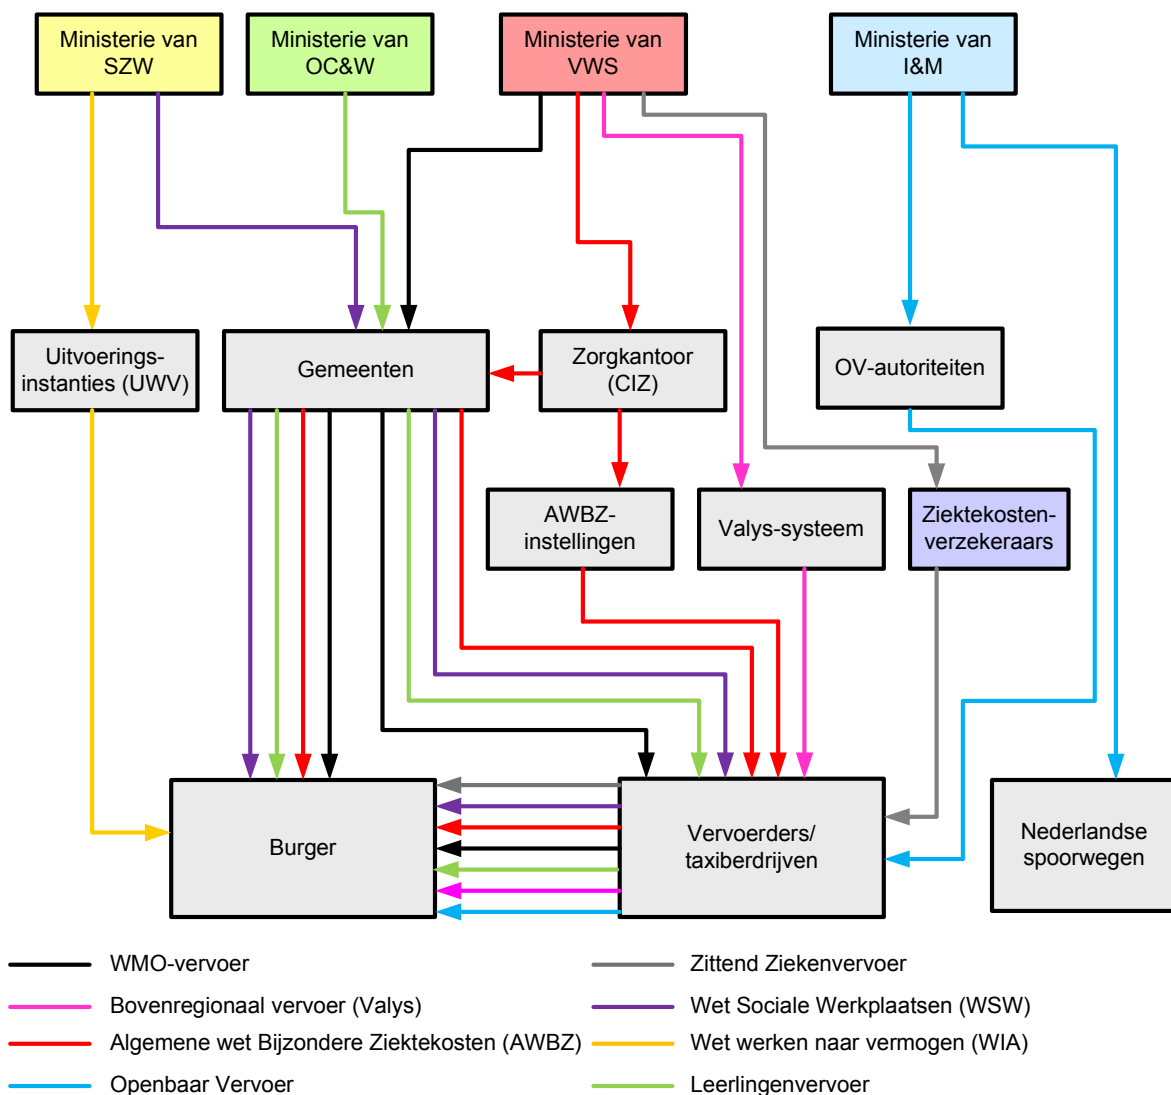 Ministerie van
SZW
Ministerie van
OC&W
Ministerie van
VWS
Ministerie van
I&M
Uitvoerings-
instanties (UWV)
Gemeenten
Zorgkantoor
(CIZ)
OV-autoriteiten
AWBZ-
instellingen
Valys-systeem
Ziektekosten-
verzekeraars
Burger
Vervoerders/
taxiberdrijven
Nederlandse
spoorwegen
WMO-vervoer
Zittend Ziekenvervoer
Bovenregionaal vervoer (Valys)
Wet Sociale Werkplaatsen (WSW)
Algemene wet Bijzondere Ziektekosten (AWBZ)
Wet werken naar vermogen (WIA)
Openbaar Vervoer
Leerlingenvervoer